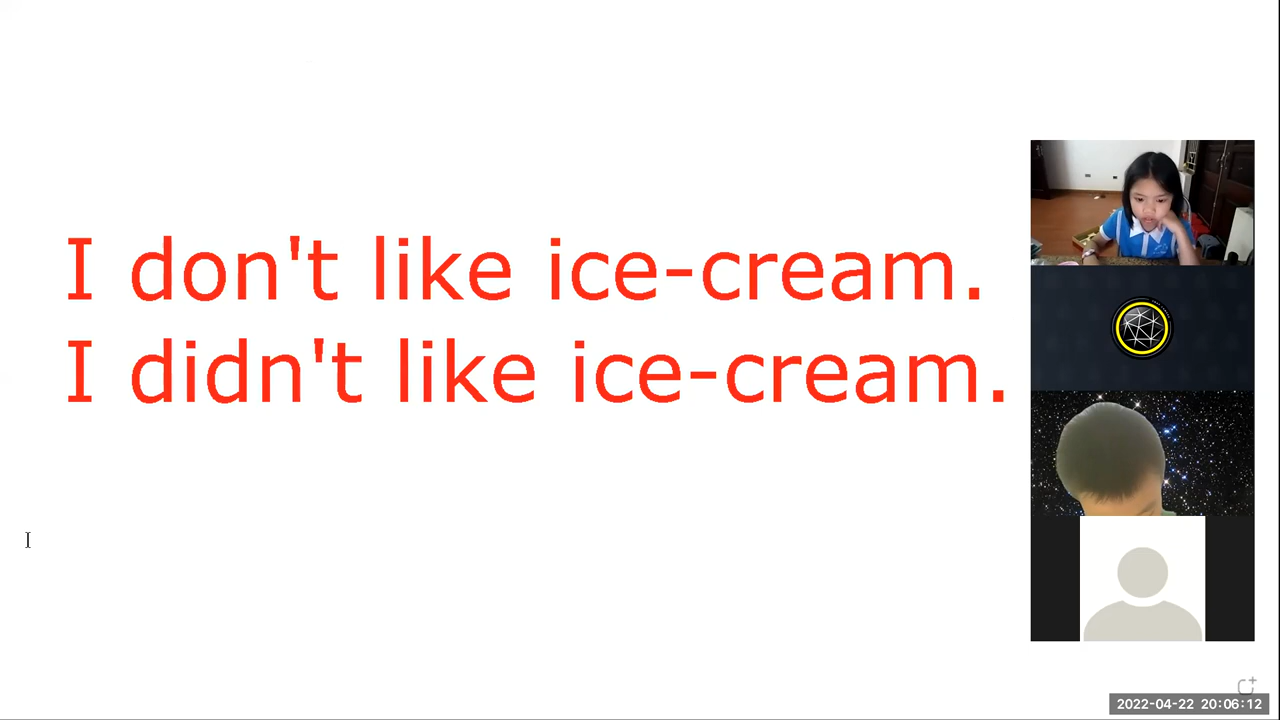 I don't like ice-cream.
I didn't like ice-cream.
2022-04-22 20:06:12